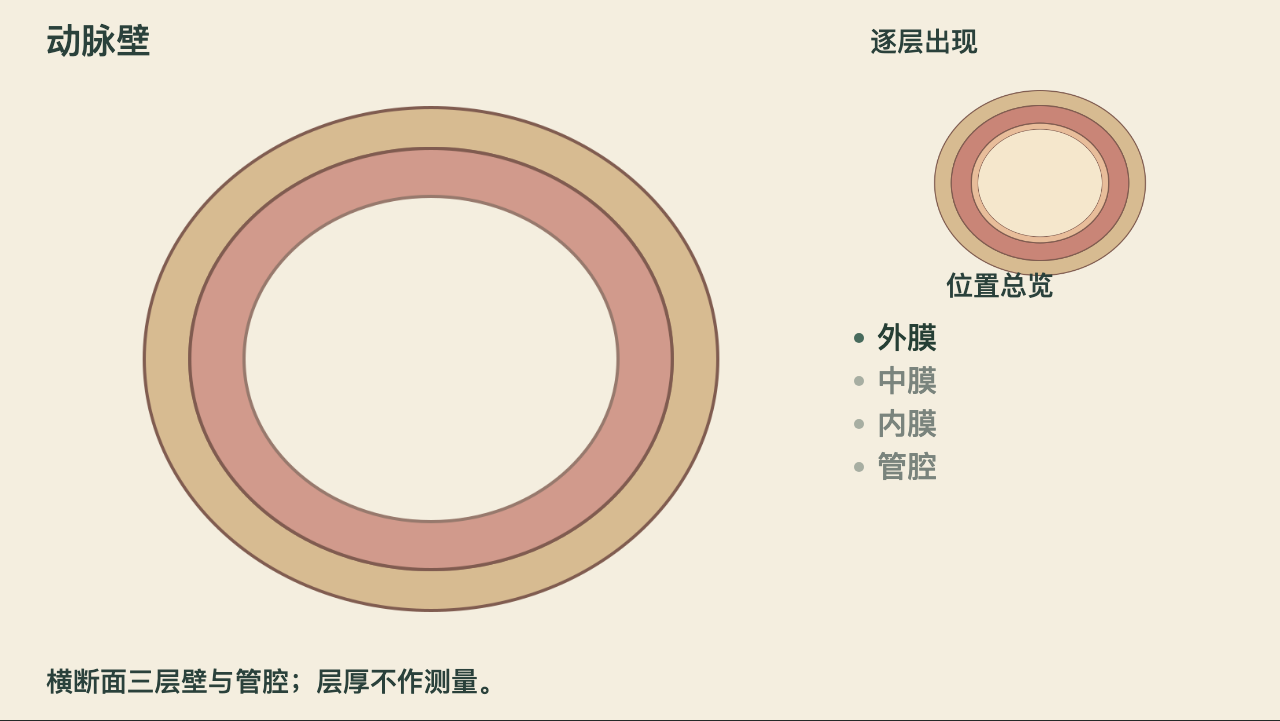 动脉壁
逐层出现
位置总览
外膜
中膜
内膜
管腔
横断面三层壁与管腔；层厚不作测量。